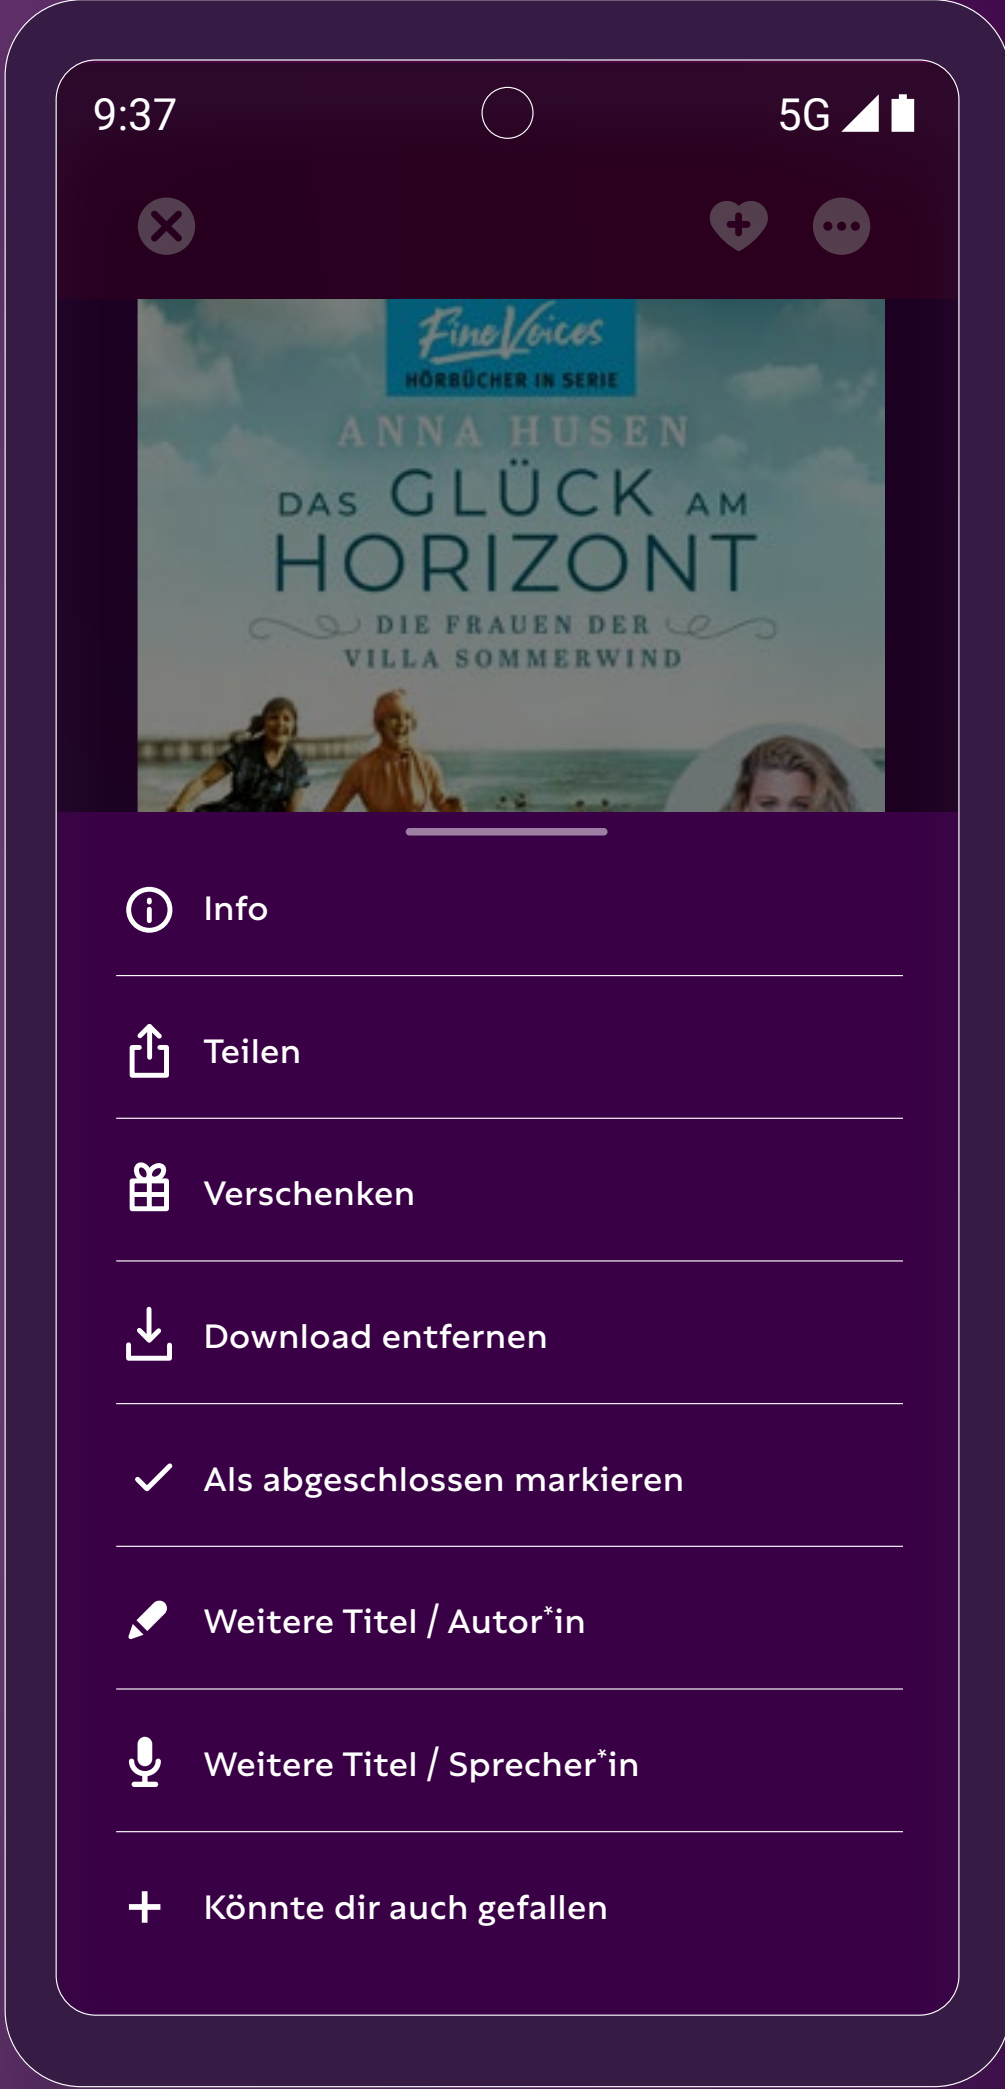 9:37
5G
Fine Voices
HÖRBÜCHER IN SERIE
ANNA HUSEN
DAS GLÜCK AM
HORIZONT
DIE FRAUEN DER
VILLA SOMMERWIND
Info
Teilen
Verschenken
Download entfernen
Als abgeschlossen markieren
Weitere Titel / Autor*in
Weitere Titel / Sprecher*in
Könnte dir auch gefallen